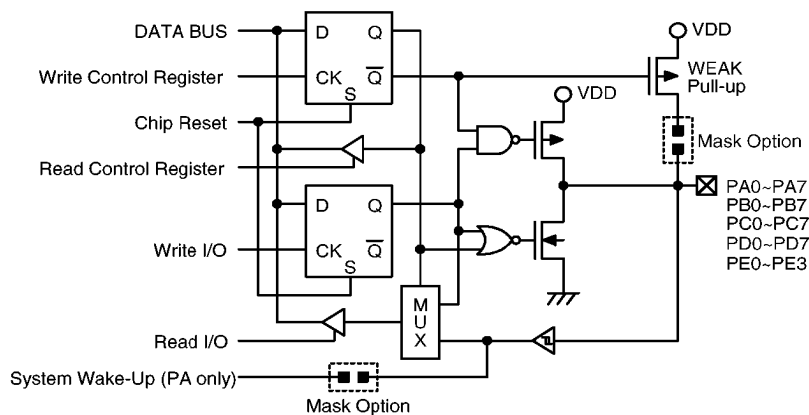 DATA BUS
Write Control Register
Chip Reset
Read Control Register
Write I/O
Read I/O
System Wake-Up (PA only)
D Q
CK Q
S
D Q
CK Q
S
M
U
X
VDD
WEAK
Pull-up
VDD
Mask Option
PA0~PA7
PB0~PB7
PC0~PC7
PD0~PD7
PE0~PE3
Mask Option